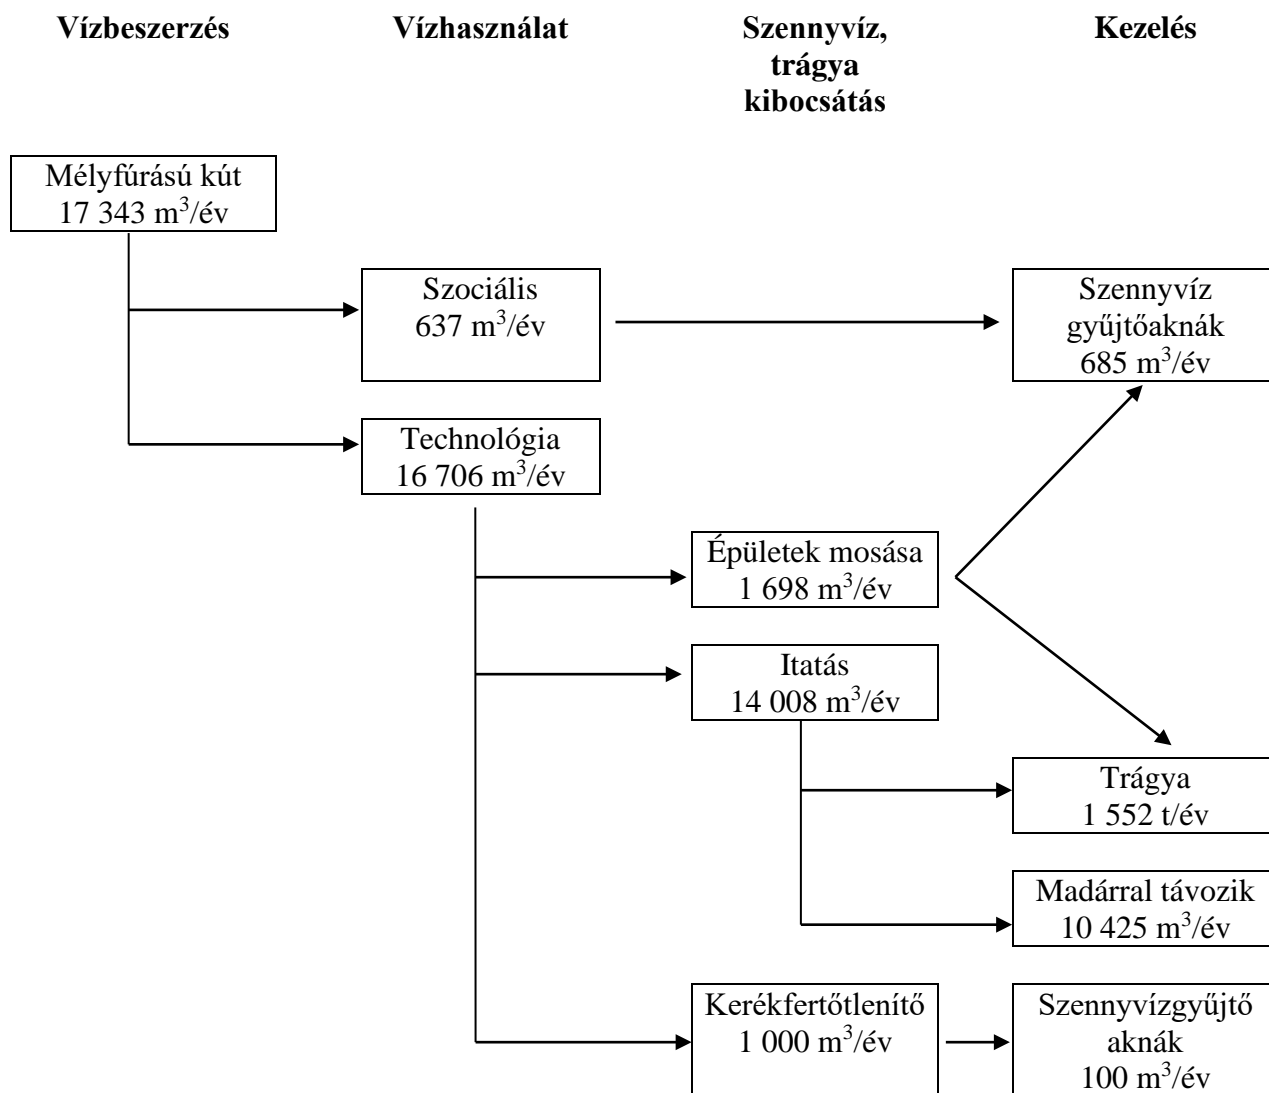 Vízbeszerzés
Vízhasználat
Szennyvíz,
trágya
kibocsátás
Kezelés
Mélyfúrású kút
17 343 m³/év
Szociális
637 m³/év
Szennyvíz
gyűjtőaknák
685 m³/év
Technológia
16 706 m³/év
Épületek mosása
1 698 m³/év
Itatás
14 008 m³/év
Trágya
1 552 t/év
Madárral távozik
10 425 m³/év
Kerékfertőtlenítő
1 000 m³/év
Szennyvízgyűjtő
aknák
100 m³/év